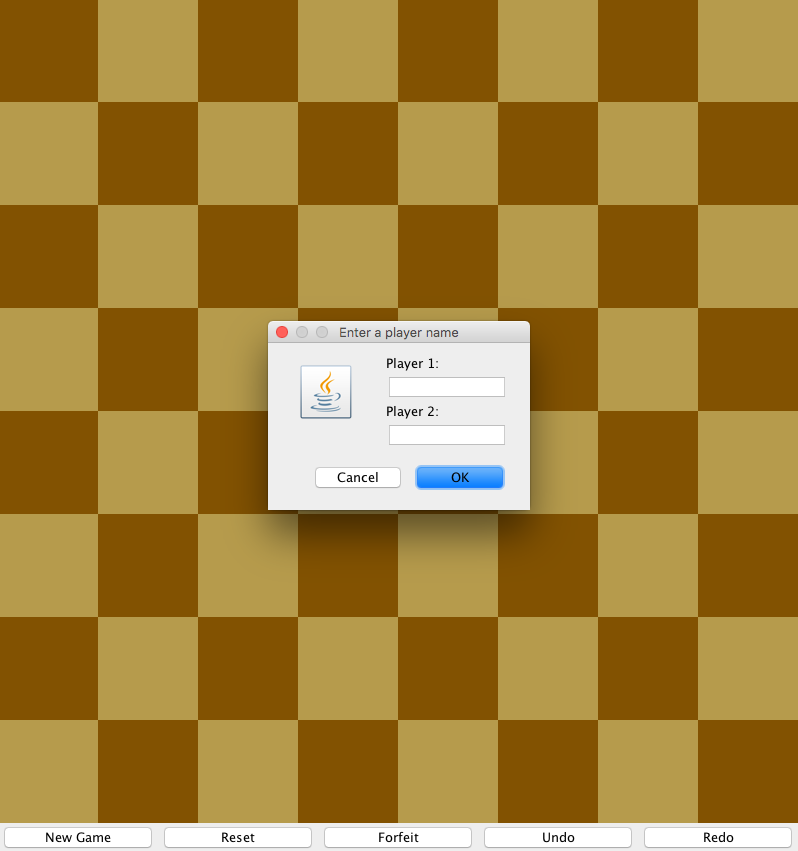 Enter a player name
Player 1:
Player 2:
Cancel OK
New Game Reset Forfeit Undo Redo